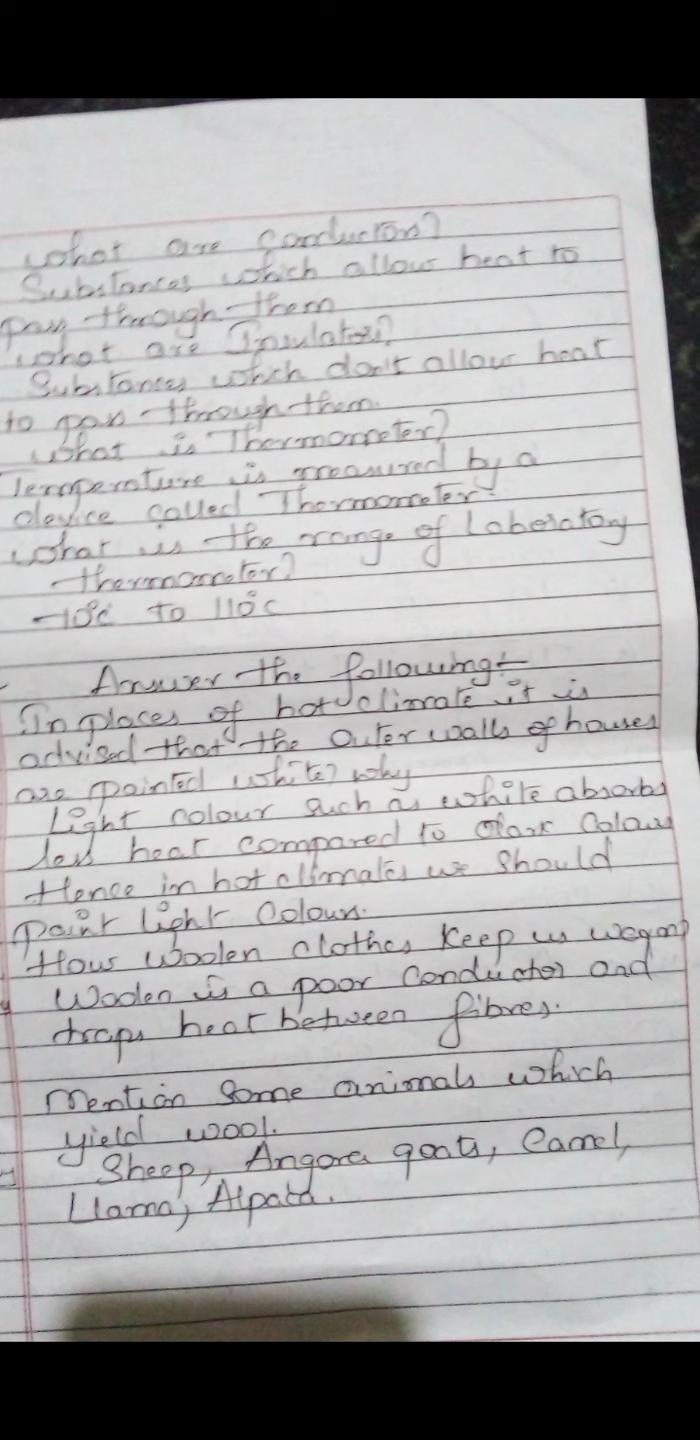 what are conductors?
Substances which allow heat to
pass through them
what are Insulators?
Substances which don't allow heat
to pass through them.
what is Thermometer?
Temperature is measured by a
device called Thermometer.
what is the range of Laboratory
thermometer?
-10°c to 110°c
Answer the following:-
In places of hot climate it is
advised that the outer walls of houses
are painted white? why
Light colour such as white absorbs
less heat compared to dark colour
Hence in hot climates we should
paint light colour.
How woolen clothes keep us warm?
Woolen is a poor conductor and
traps heat between fibres.
Mention some animals which
yield wool.
Sheep, Angora goats, Camel,
Llama, Alpaca.